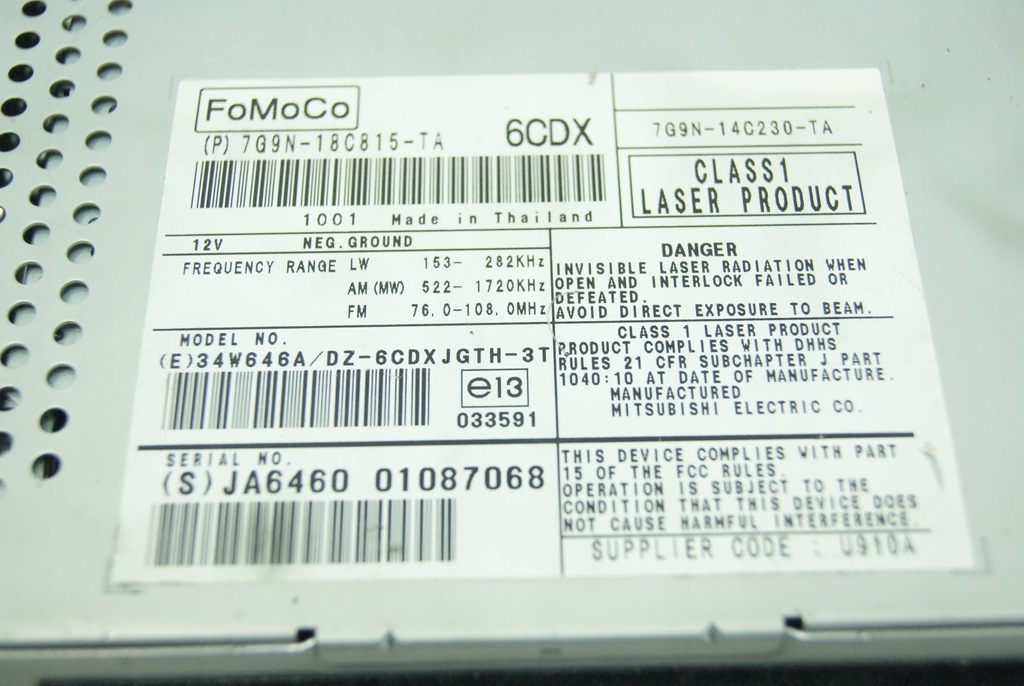 FoMoCo
(P) 7G9N-18C815-TA
6CDX
1001 Made in Thailand
7G9N-14C230-TA
CLASS1
LASER PRODUCT
12V NEG. GROUND
FREQUENCY RANGE LW 153- 282KHz
AM (MW) 522- 1720KHz
FM 76.0-108.0MHz
DANGER
INVISIBLE LASER RADIATION WHEN
OPEN AND INTERLOCK FAILED OR
DEFEATED.
AVOID DIRECT EXPOSURE TO BEAM.
MODEL NO.
(E)34W646A/DZ-6CDXJGTH-3T
e13
033591
CLASS 1 LASER PRODUCT
PRODUCT COMPLIES WITH DHHS
RULES 21 CFR SUBCHAPTER J PART
1040:10 AT DATE OF MANUFACTURE.
MANUFACTURED
MITSUBISHI ELECTRIC CO.
SERIAL NO.
(S)JA6460 01087068
THIS DEVICE COMPLIES WITH PART
15 OF THE FCC RULES.
OPERATION IS SUBJECT TO THE
CONDITION THAT THIS DEVICE DOES
NOT CAUSE HARMFUL INTERFERENCE.
SUPPLIER CODE : U910A